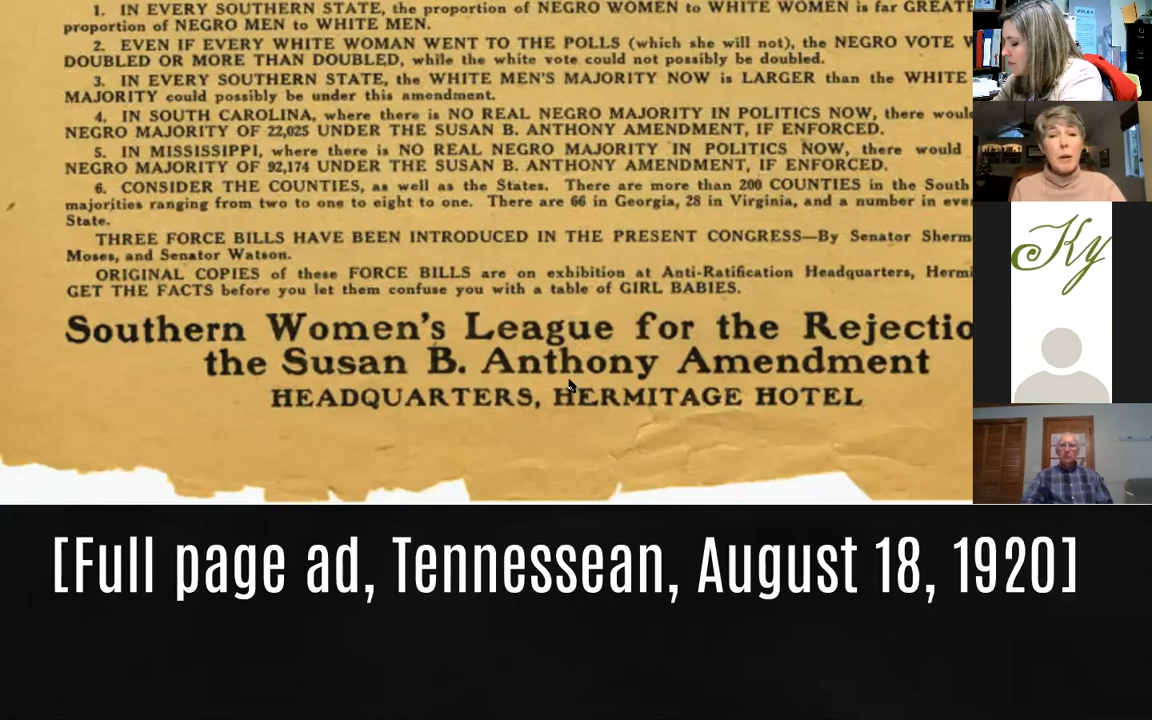 1. IN EVERY SOUTHERN STATE, the proportion of NEGRO WOMEN to WHITE WOMEN is far
proportion of NEGRO MEN to WHITE MEN.
2. EVEN IF EVERY WHITE WOMAN WENT TO THE POLLS (which she will not), the NEGRO VOTE
DOUBLED OR MORE THAN DOUBLED, while the white vote could not possibly be doubled.
3. IN EVERY SOUTHERN STATE, the WHITE MEN'S MAJORITY NOW is LARGER than the WHITE
MAJORITY could possibly be under this amendment.
4. IN SOUTH CAROLINA, where there is NO REAL NEGRO MAJORITY IN POLITICS NOW, there
NEGRO MAJORITY OF 22,025 UNDER THE SUSAN B. ANTHONY AMENDMENT, IF ENFORCED.
5. IN MISSISSIPPI, where there is NO REAL NEGRO MAJORITY IN POLITICS NOW, there would
NEGRO MAJORITY OF 92,174 UNDER THE SUSAN B. ANTHONY AMENDMENT, IF ENFORCED.
6. CONSIDER THE COUNTIES, as well as the States. There are more than 200 COUNTIES in the South
majorities ranging from two to one to eight to one. There are 66 in Georgia, 28 in Virginia, and a number in
State.
THREE FORCE BILLS HAVE BEEN INTRODUCED IN THE PRESENT CONGRESS—By Senator
Moses, and Senator Watson.
ORIGINAL COPIES of these FORCE BILLS are on exhibition at Anti-Ratification Headquarters,
GET THE FACTS before you let them confuse you with a table of GIRL BABIES.
Southern Women's League for the
the Susan B. Anthony Amendment
HEADQUARTERS, HERMITAGE HOTEL
[Full page ad, Tennessean, August 18, 1920]
Ky